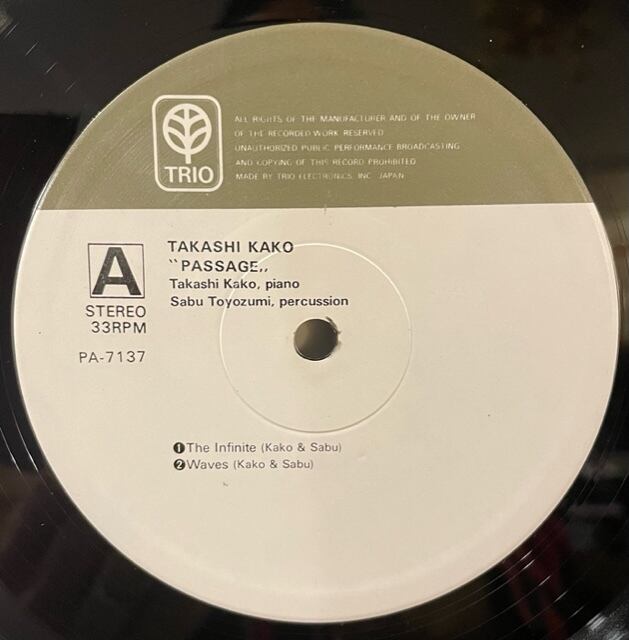 TRIO
ALL RIGHTS OF THE MANUFACTURER AND OF THE OWNER
OF THE RECORDED WORK RESERVED
UNAUTHORIZED PUBLIC PERFORMANCE BROADCASTING
AND COPYING OF THIS RECORD PROHIBITED
MADE BY TRIO ELECTRONICS, INC. JAPAN
A
STEREO
33RPM
PA-7137
TAKASHI KAKO
‶PASSAGE„
Takashi Kako, piano
Sabu Toyozumi, percussion
❶The Infinite (Kako & Sabu)
❷Waves (Kako & Sabu)